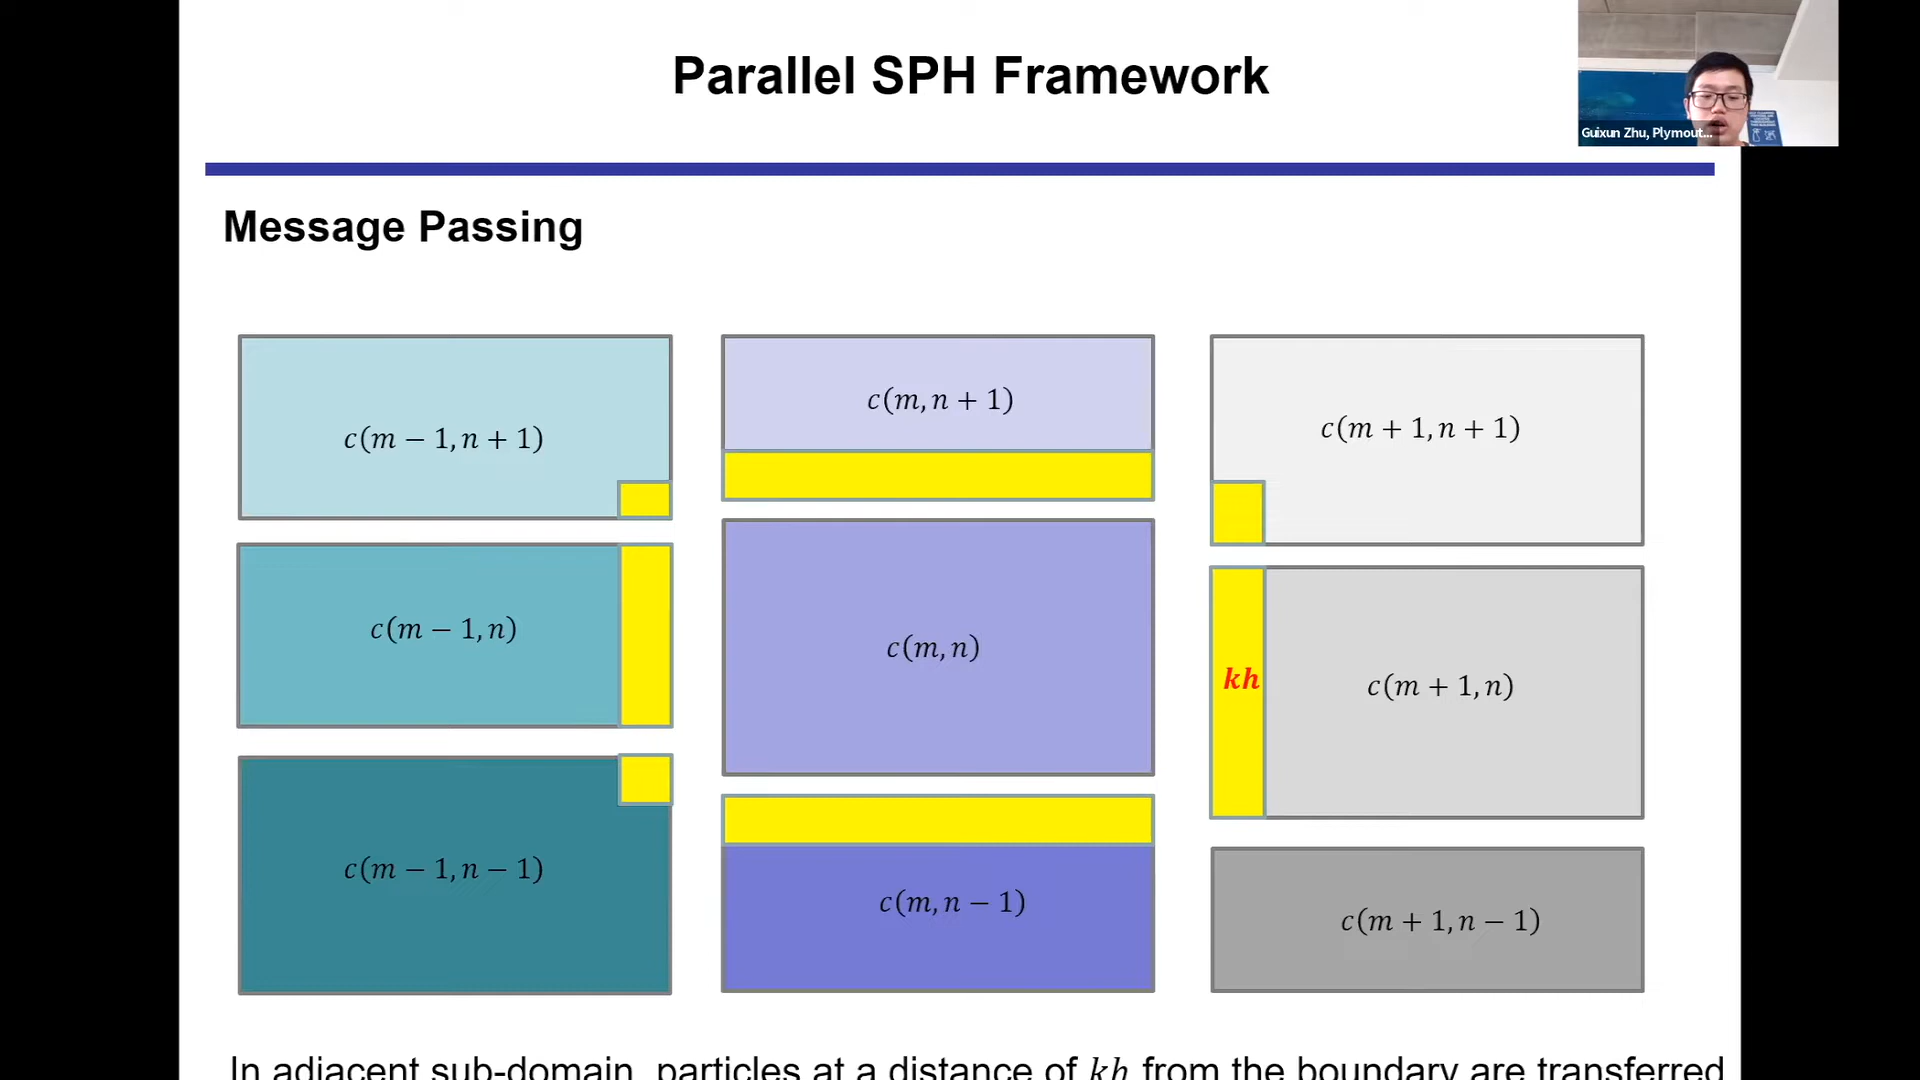 Parallel SPH Framework
Guixun Zhu, Plymout...
Message Passing
c(m − 1, n + 1)
c(m, n + 1)
c(m + 1, n + 1)
c(m − 1, n)
c(m, n)
kh
c(m + 1, n)
c(m − 1, n − 1)
c(m, n − 1)
c(m + 1, n − 1)
In adjacent sub-domain, particles at a distance of kh from the boundary are transferred